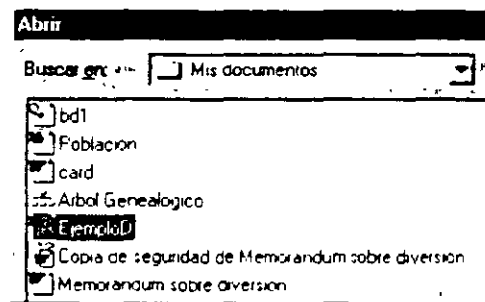 Abrir
Buscar en: Mis documentos
bd1
Poblacion
card
Arbol Genealogico
EjemploD
Copia de seguridad de Memorandum sobre diversion
Memorandum sobre diversion